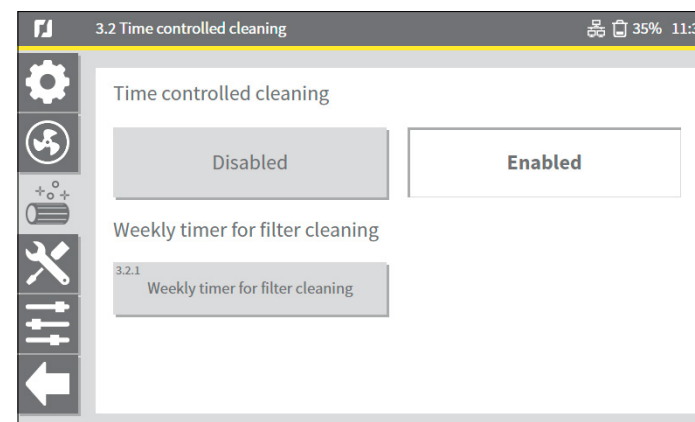 3.2 Time controlled cleaning 35%
Time controlled cleaning
Disabled Enabled
Weekly timer for filter cleaning
3.2.1
Weekly timer for filter cleaning